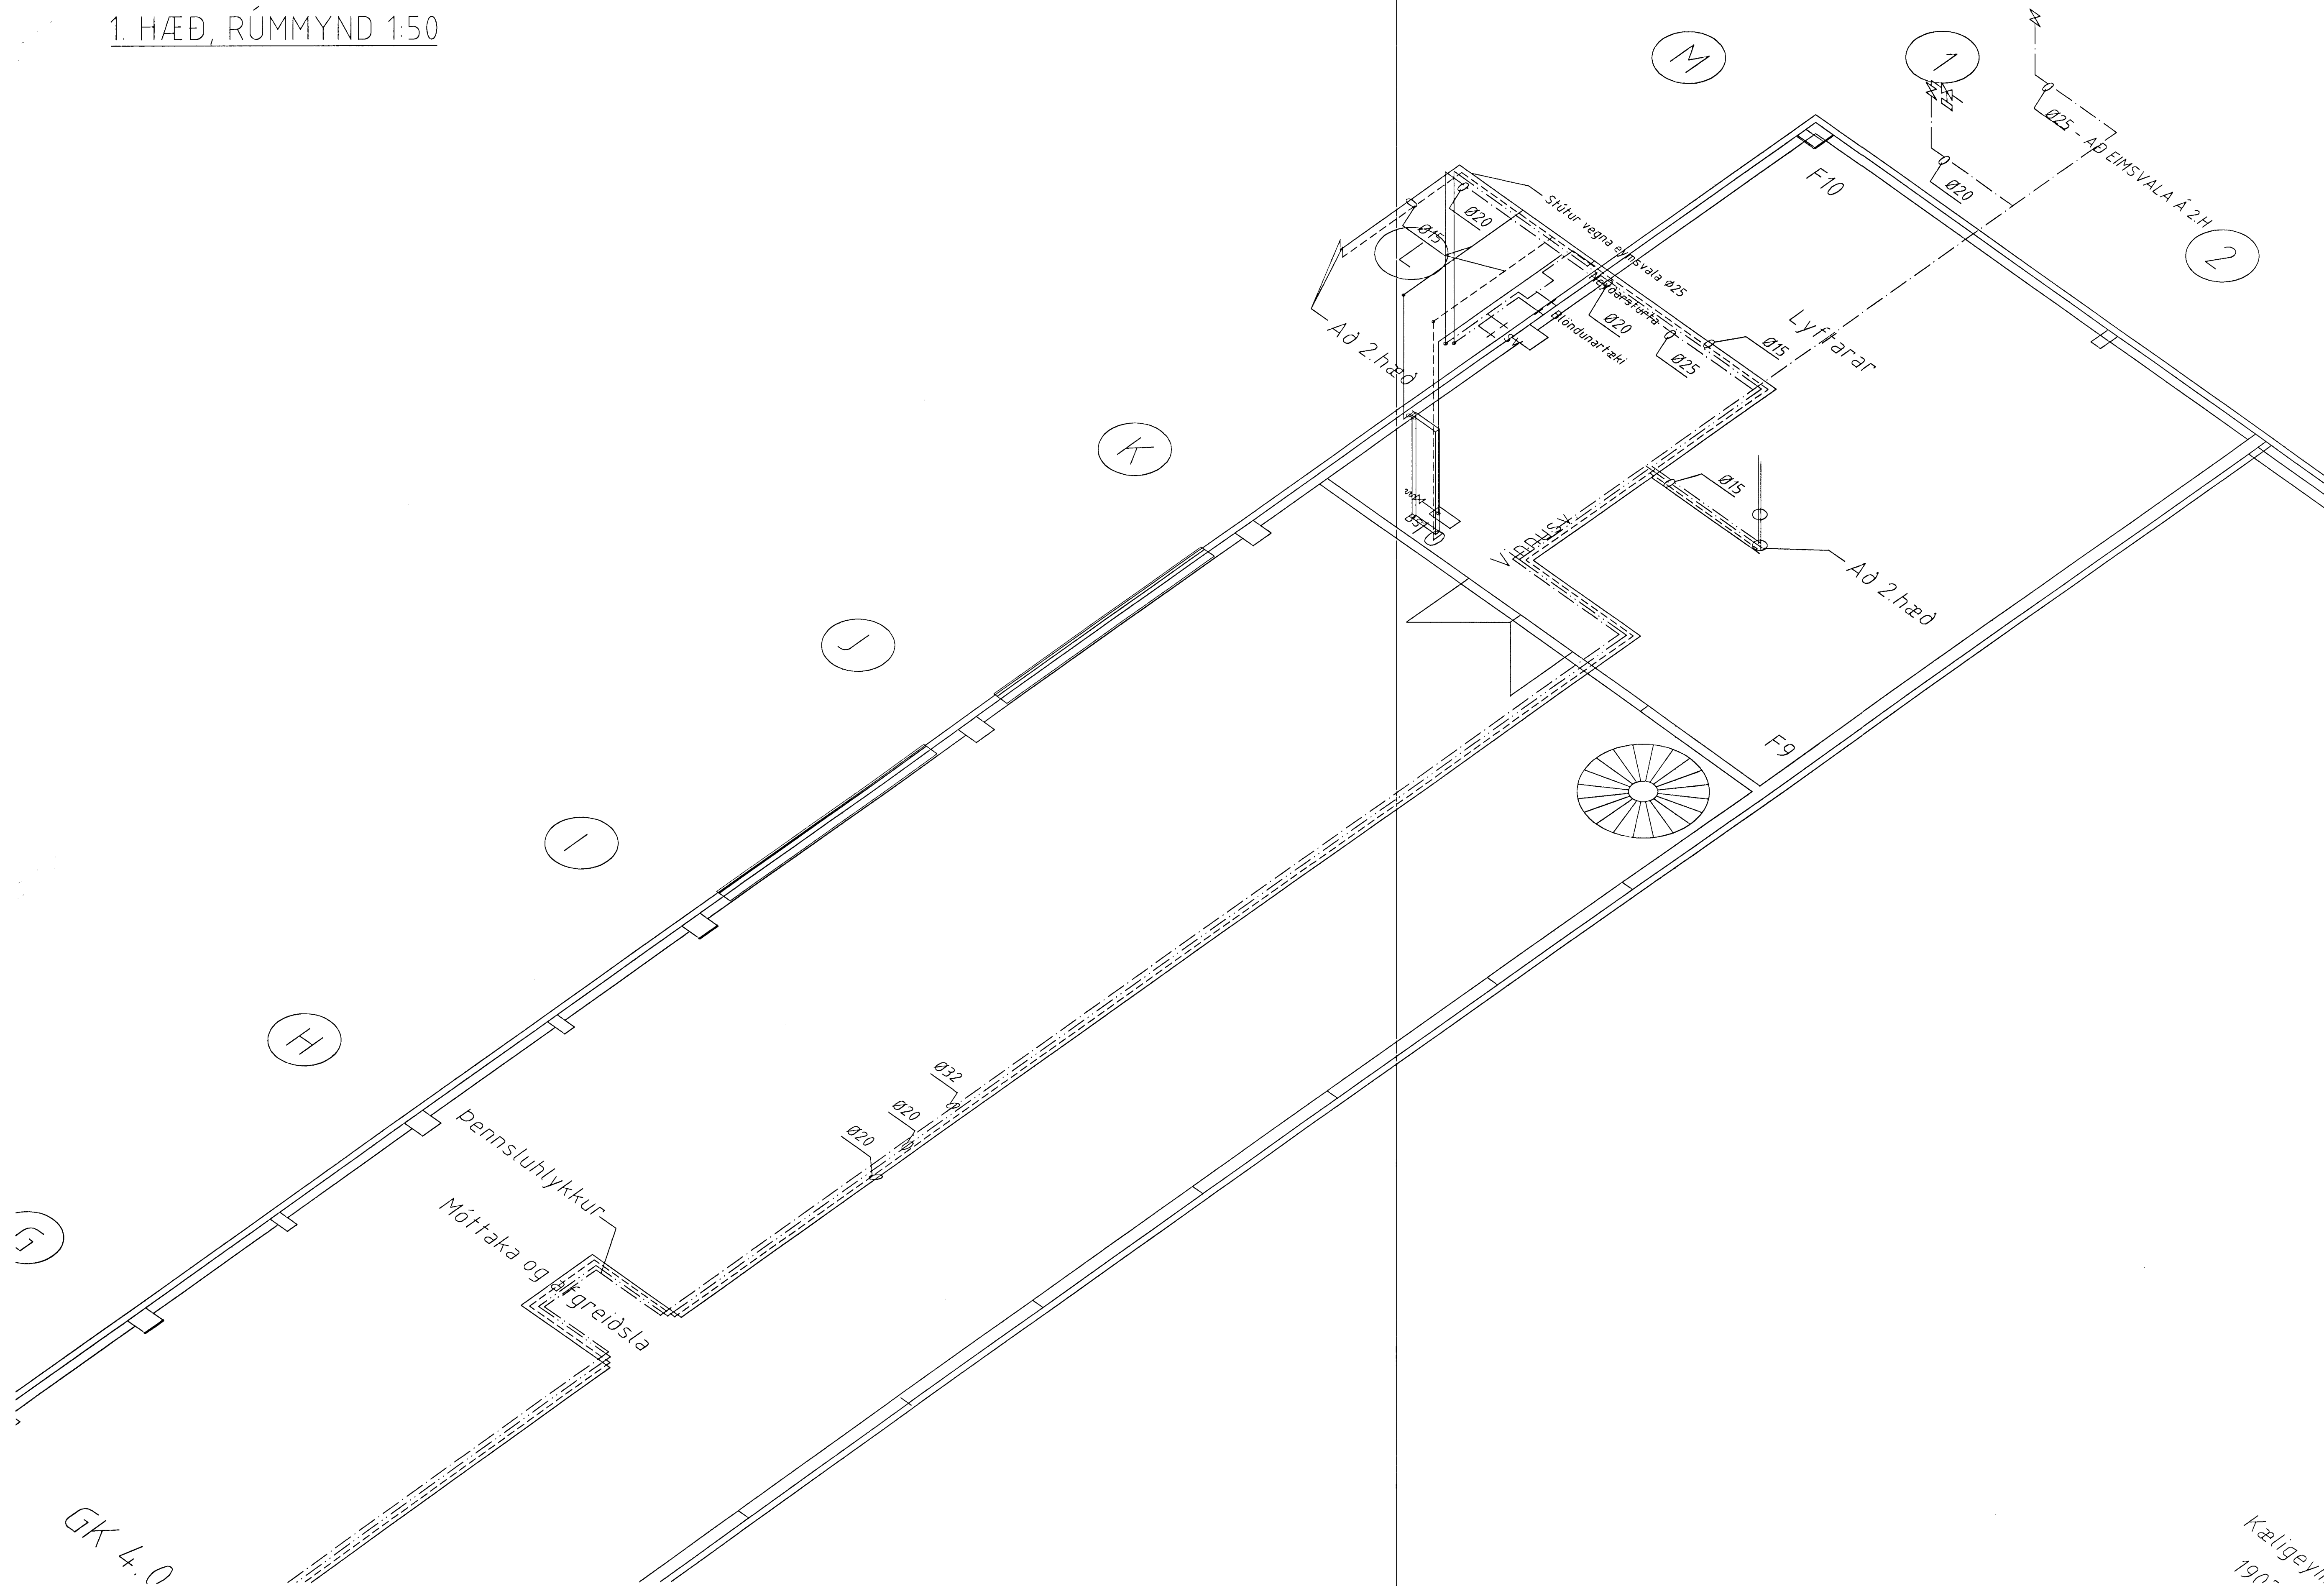 1. HÆÐ, RÚMMYND 1:50
M
1
Ø25 - AÐ EIMSVALA Á 2.H
Ø20
F10
2
Ø20
Ø15
L
Stútur vegna eymsvala ø25
Neyðarsturta
Blöndunartæki
Ø20
Ø25
Ø15
Lyftarar
Að 2.hæð
K
Ø15
Að 2.hæð
J
F9
I
H
Ø32
Ø20
Ø20
Þennsluhlykkur
Móttaka og afgreiðsla
G
GK 4.0